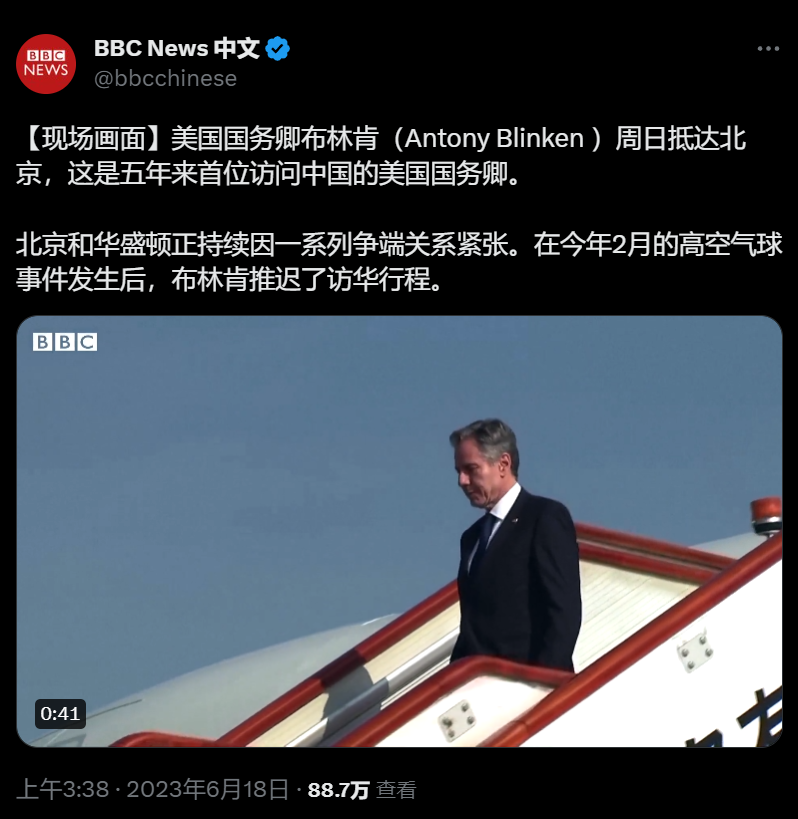 BBC
NEWS
BBC News 中文
@bbcchinese
【现场画面】美国国务卿布林肯（Antony Blinken ）周日抵达北
京，这是五年来首位访问中国的美国国务卿。
北京和华盛顿正持续因一系列争端关系紧张。在今年2月的高空气球
事件发生后，布林肯推迟了访华行程。
BBC
0:41
上午3:38 · 2023年6月18日 · 88.7万 查看